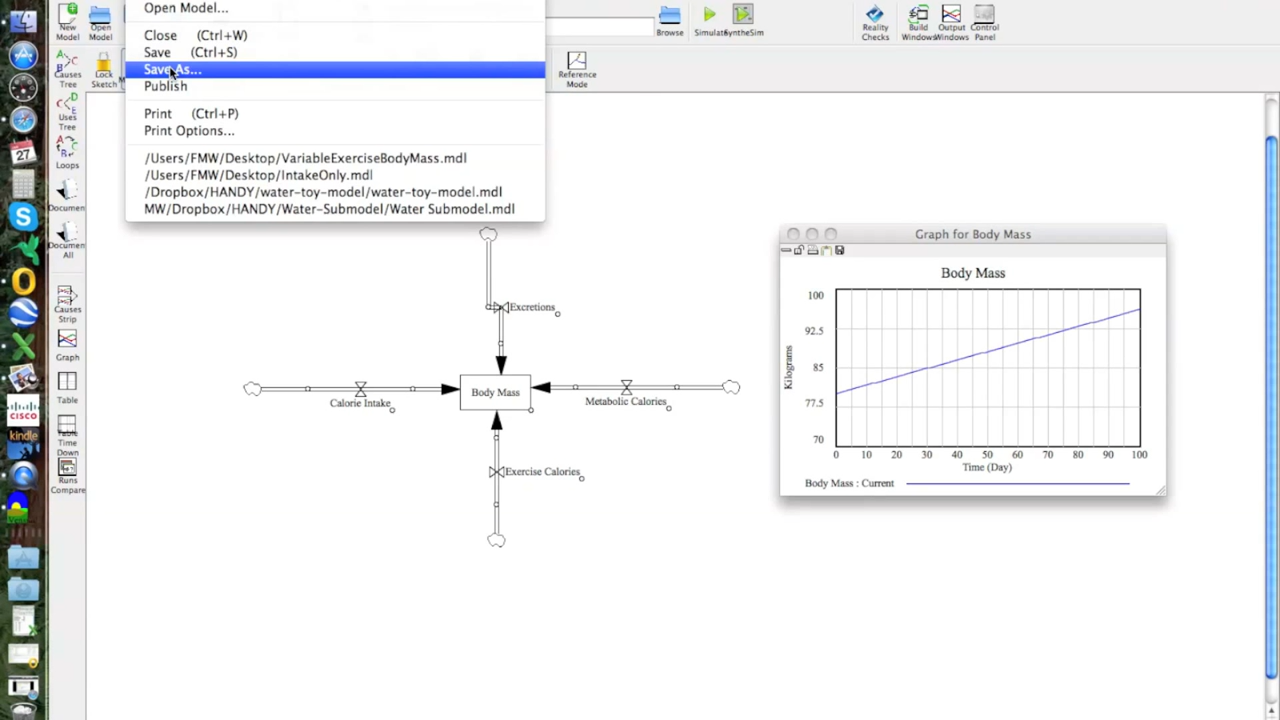 Open Model...
New Model
Open Model
Close (Ctrl+W)
Save (Ctrl+S)
Save As...
Publish
Print (Ctrl+P)
Print Options...
/Users/FMW/Desktop/VariableExerciseBodyMass.mdl
/Users/FMW/Desktop/IntakeOnly.mdl
/Dropbox/HANDY/water-toy-model/water-toy-model.mdl
MW/Dropbox/HANDY/Water-Submodel/Water Submodel.mdl
Browse
SyntheSim
Reality Checks
Build Windows
Output Windows
Control Panel
Causes Tree
Lock Sketch
Reference Mode
Uses Tree
Loops
Documen
Documen All
Causes Strip
Graph
Table
Table Time Down
Runs Compare
27
CISCO
kindle
Excretions
Calorie Intake
Body Mass
Metabolic Calories
Exercise Calories
Graph for Body Mass
Body Mass
Kilograms
100
92.5
85
77.5
70
0 10 20 30 40 50 60 70 80 90 100
Time (Day)
Body Mass : Current